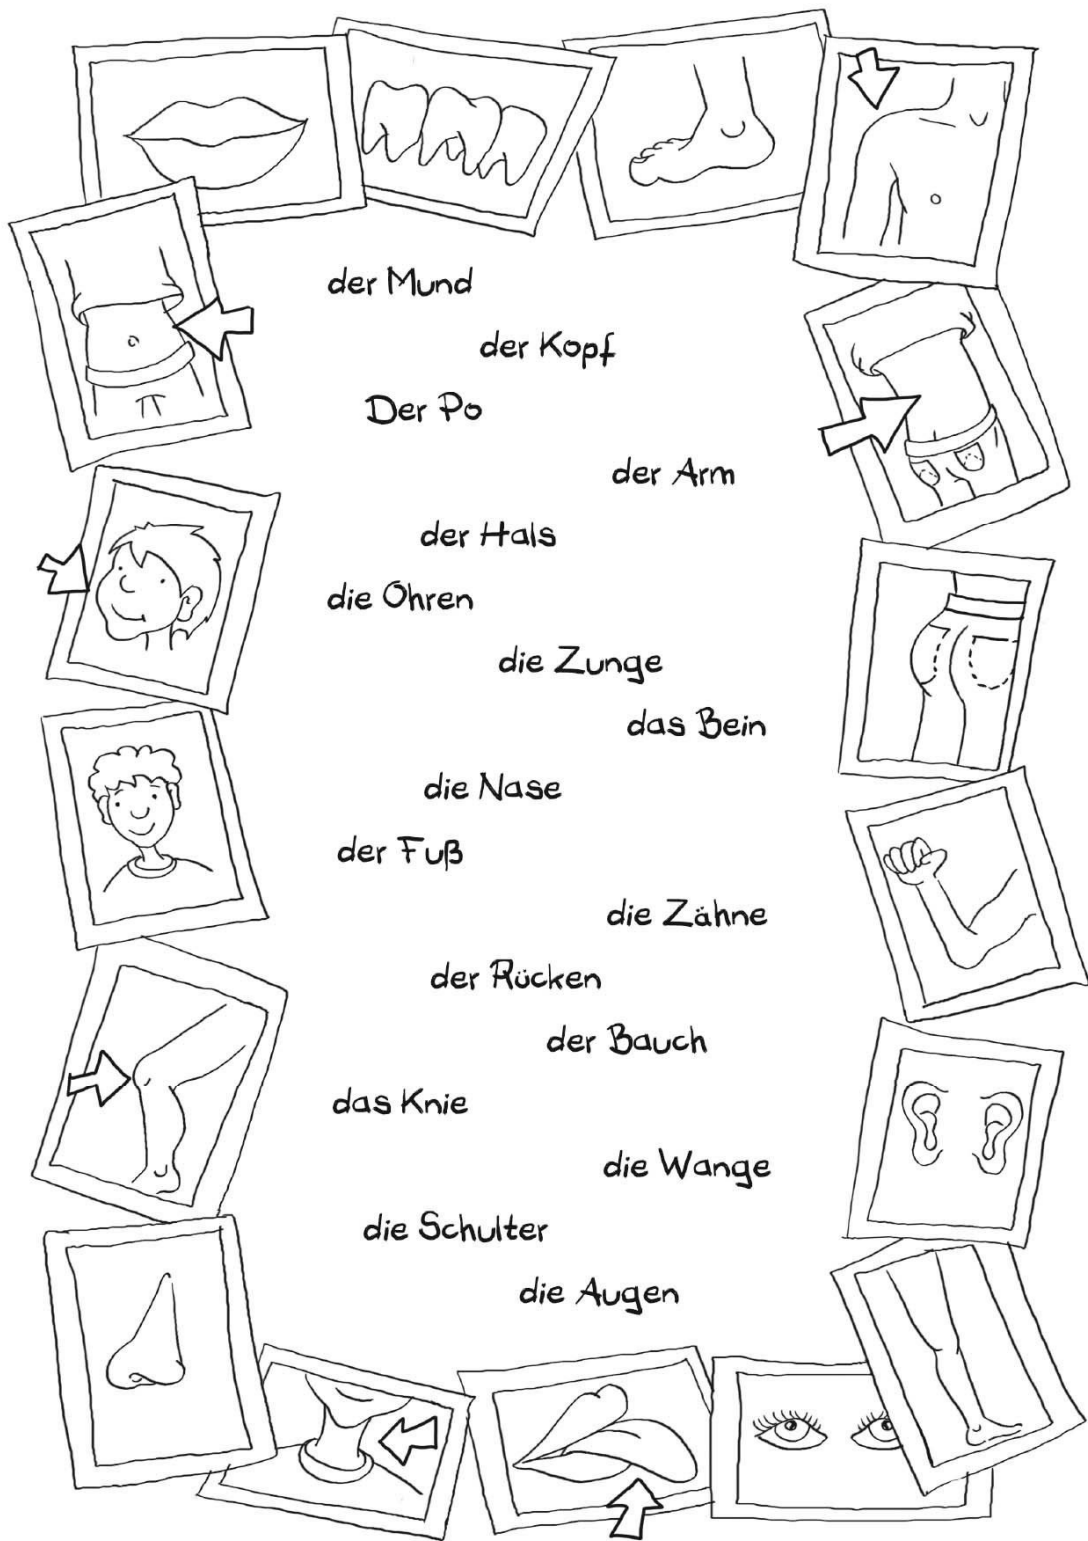 der Mund
der Kopf
Der Po
der Arm
der Hals
die Ohren
die Zunge
das Bein
die Nase
der Fuß
die Zähne
der Rücken
der Bauch
das Knie
die Wange
die Schulter
die Augen